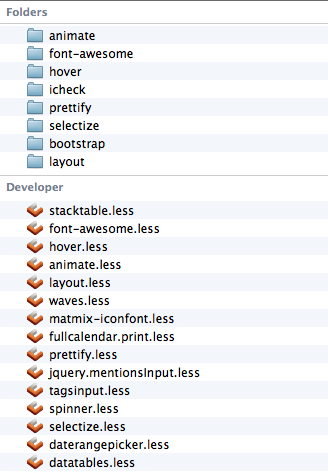 Folders
animate
font-awesome
hover
icheck
prettify
selectize
bootstrap
layout
Developer
stacktable.less
font-awesome.less
hover.less
animate.less
layout.less
waves.less
matmix-iconfont.less
fullcalendar.print.less
prettify.less
jquery.mentionsInput.less
tagsinput.less
spinner.less
selectize.less
daterangepicker.less
datatables.less